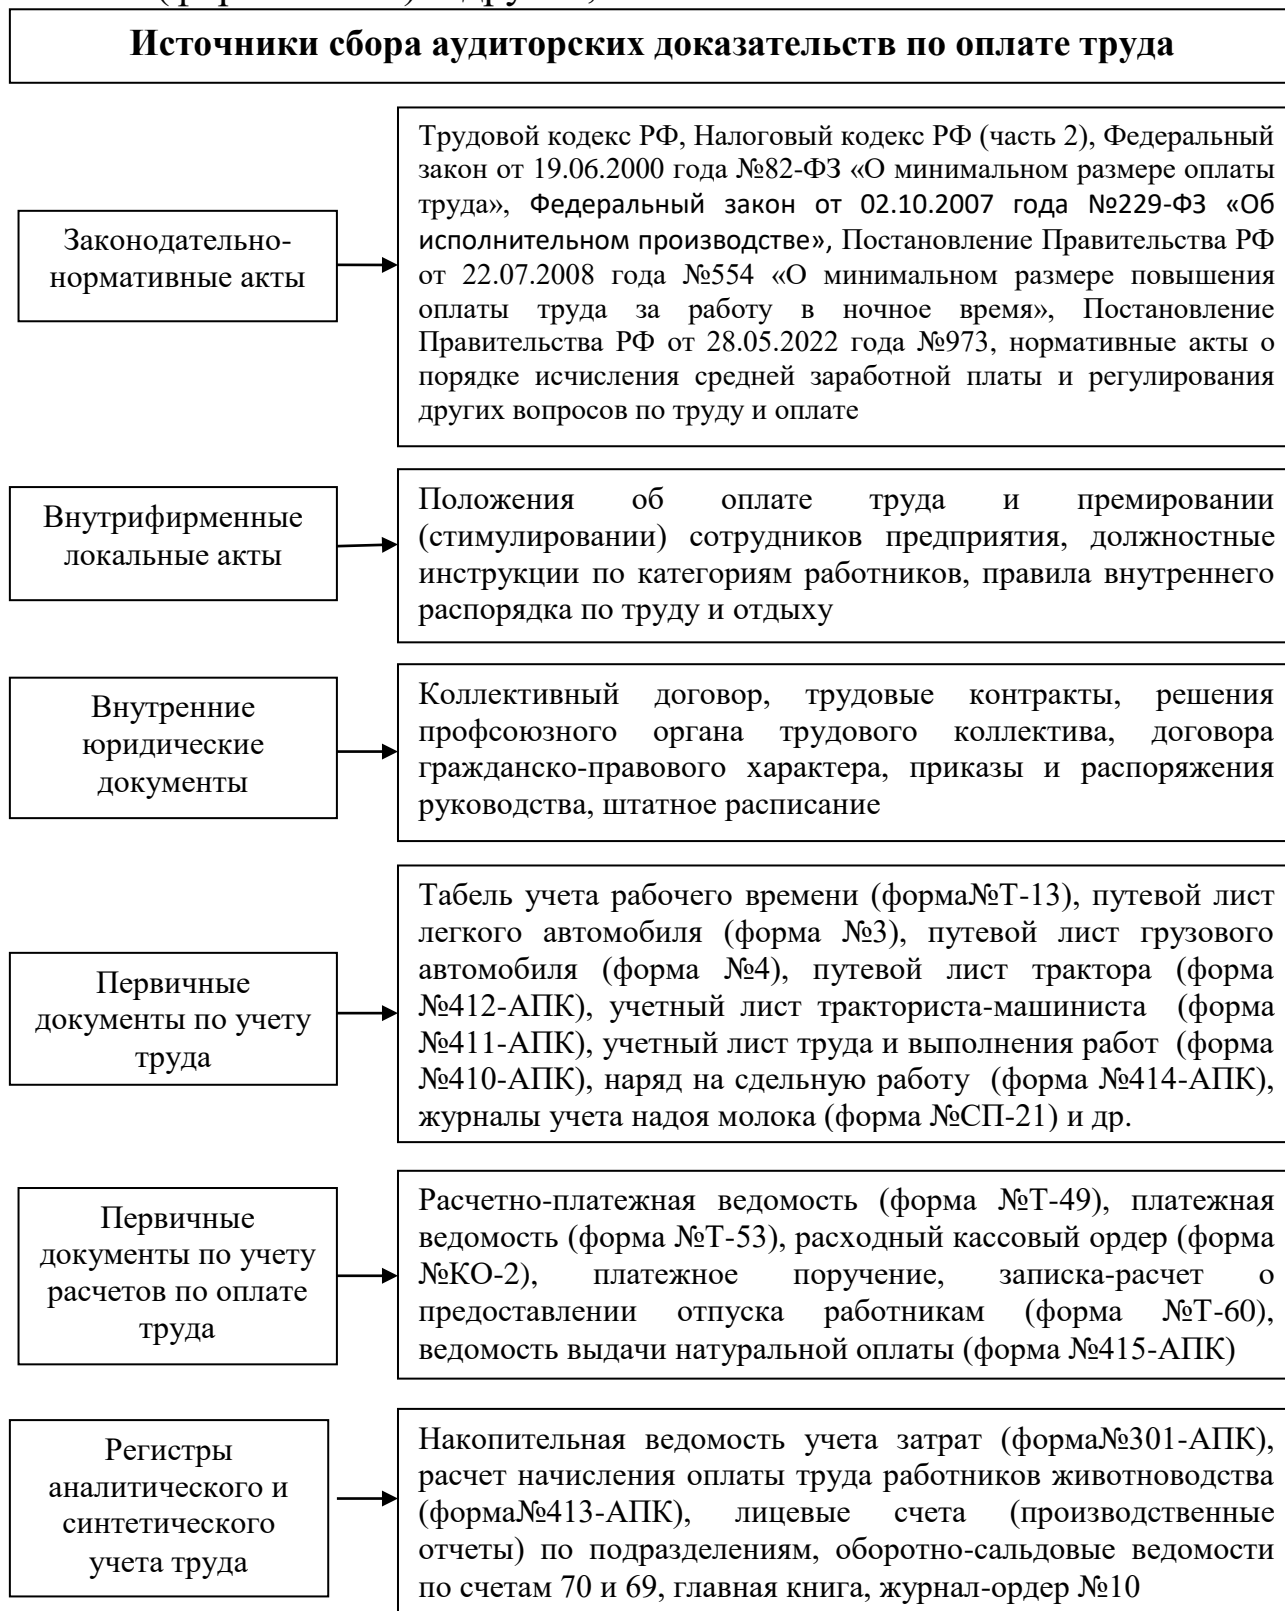 Источники сбора аудиторских доказательств по оплате труда
Законодательно-
нормативные акты
Трудовой кодекс РФ, Налоговый кодекс РФ (часть 2), Федеральный
закон от 19.06.2000 года №82-ФЗ «О минимальном размере оплаты
труда», Федеральный закон от 02.10.2007 года №229-ФЗ «Об
исполнительном производстве», Постановление Правительства РФ
от 22.07.2008 года №554 «О минимальном размере повышения
оплаты труда за работу в ночное время», Постановление
Правительства РФ от 28.05.2022 года №973, нормативные акты о
порядке исчисления средней заработной платы и регулирования
других вопросов по труду и оплате
Внутрифирменные
локальные акты
Положения об оплате труда и премировании
(стимулировании) сотрудников предприятия, должностные
инструкции по категориям работников, правила внутреннего
распорядка по труду и отдыху
Внутренние
юридические
документы
Коллективный договор, трудовые контракты, решения
профсоюзного органа трудового коллектива, договора
гражданско-правового характера, приказы и распоряжения
руководства, штатное расписание
Первичные
документы по учету
труда
Табель учета рабочего времени (форма№Т-13), путевой лист
легкого автомобиля (форма №3), путевой лист грузового
автомобиля (форма №4), путевой лист трактора (форма
№412-АПК), учетный лист тракториста-машиниста (форма
№411-АПК), учетный лист труда и выполнения работ (форма
№410-АПК), наряд на сдельную работу (форма №414-АПК),
журналы учета надоя молока (форма №СП-21) и др.
Первичные
документы по учету
расчетов по оплате
труда
Расчетно-платежная ведомость (форма №Т-49), платежная
ведомость (форма №Т-53), расходный кассовый ордер (форма
№КО-2), платежное поручение, записка-расчет о
предоставлении отпуска работникам (форма №Т-60),
ведомость выдачи натуральной оплаты (форма №415-АПК)
Регистры
аналитического и
синтетического
учета труда
Накопительная ведомость учета затрат (форма№301-АПК),
расчет начисления оплаты труда работников животноводства
(форма№413-АПК), лицевые счета (производственные
отчеты) по подразделениям, оборотно-сальдовые ведомости
по счетам 70 и 69, главная книга, журнал-ордер №10